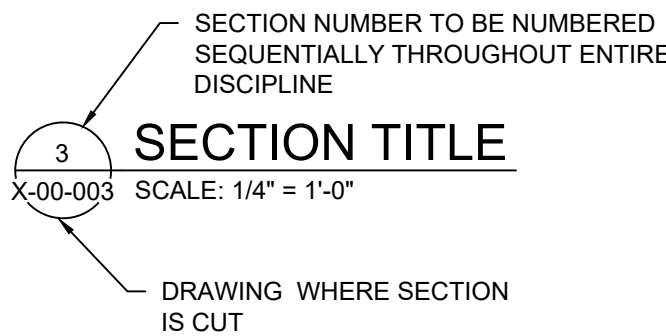 SECTION NUMBER TO BE NUMBERED
SEQUENTIALLY THROUGHOUT ENTIRE
DISCIPLINE
3
SECTION TITLE
X-00-003
SCALE: 1/4" = 1'-0"
DRAWING WHERE SECTION
IS CUT